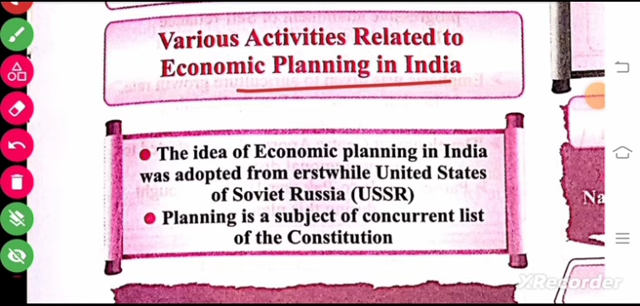 Various Activities Related to
Economic Planning in India
The idea of Economic planning in India
was adopted from erstwhile United States
of Soviet Russia (USSR)
Planning is a subject of concurrent list
of the Constitution
Na
XRecorder